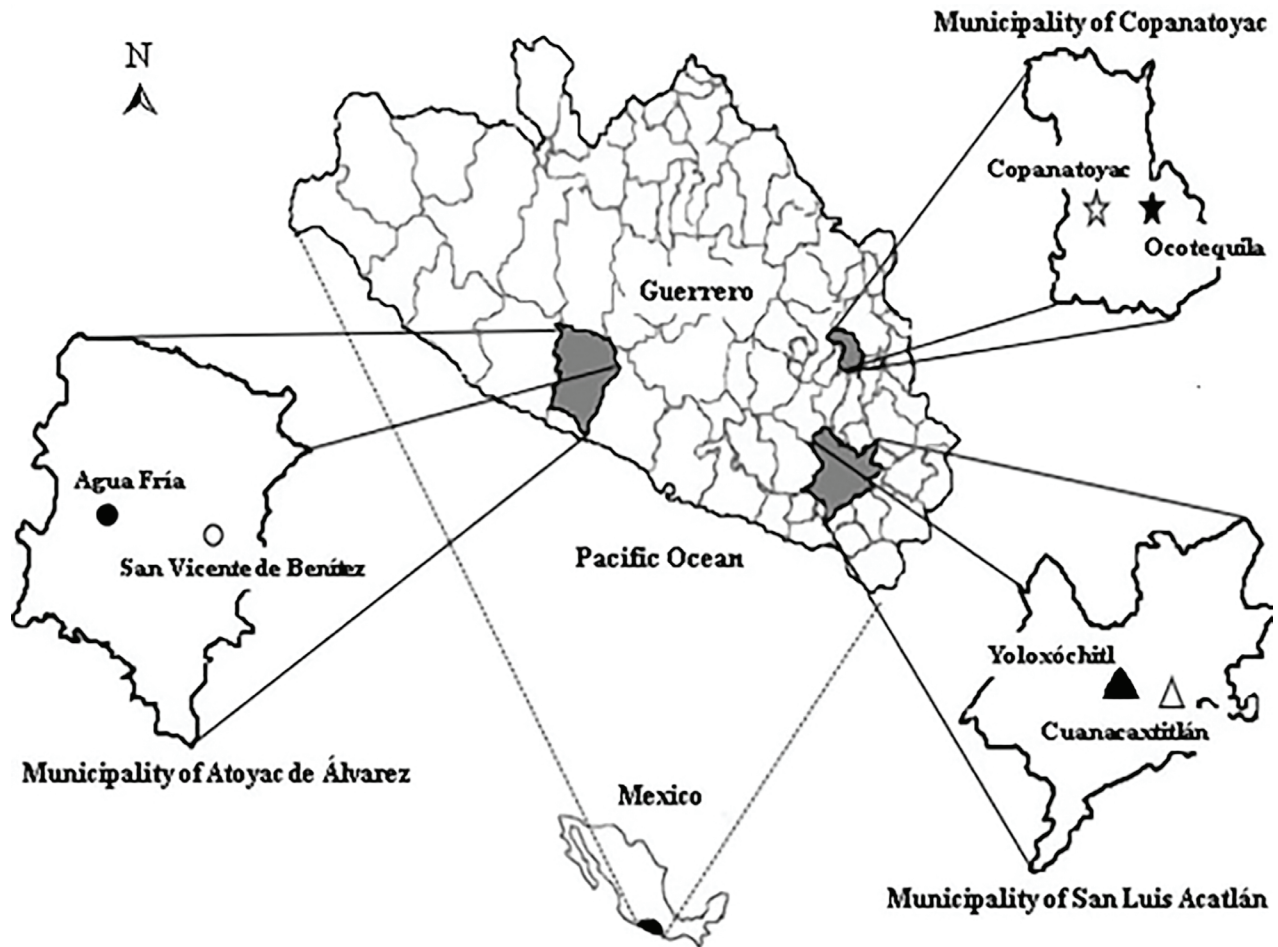 Municipality of Copanatoyac
N
Copanatoyac
Ocotequila
Guerrero
Agua Fría
San Vicente de Benítez
Pacific Ocean
Yoloxóchitl
Cuanacaxtitlán
Municipality of Atoyac de Álvarez
Mexico
Municipality of San Luis Acatlán